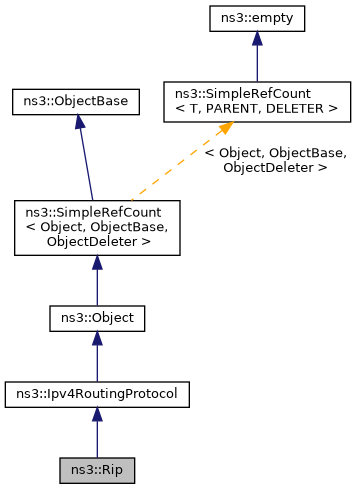 ns3::empty
ns3::ObjectBase
ns3::SimpleRefCount
< T, PARENT, DELETER >
< Object, ObjectBase,
ObjectDeleter >
ns3::SimpleRefCount
< Object, ObjectBase,
ObjectDeleter >
ns3::Object
ns3::Ipv4RoutingProtocol
ns3::Rip